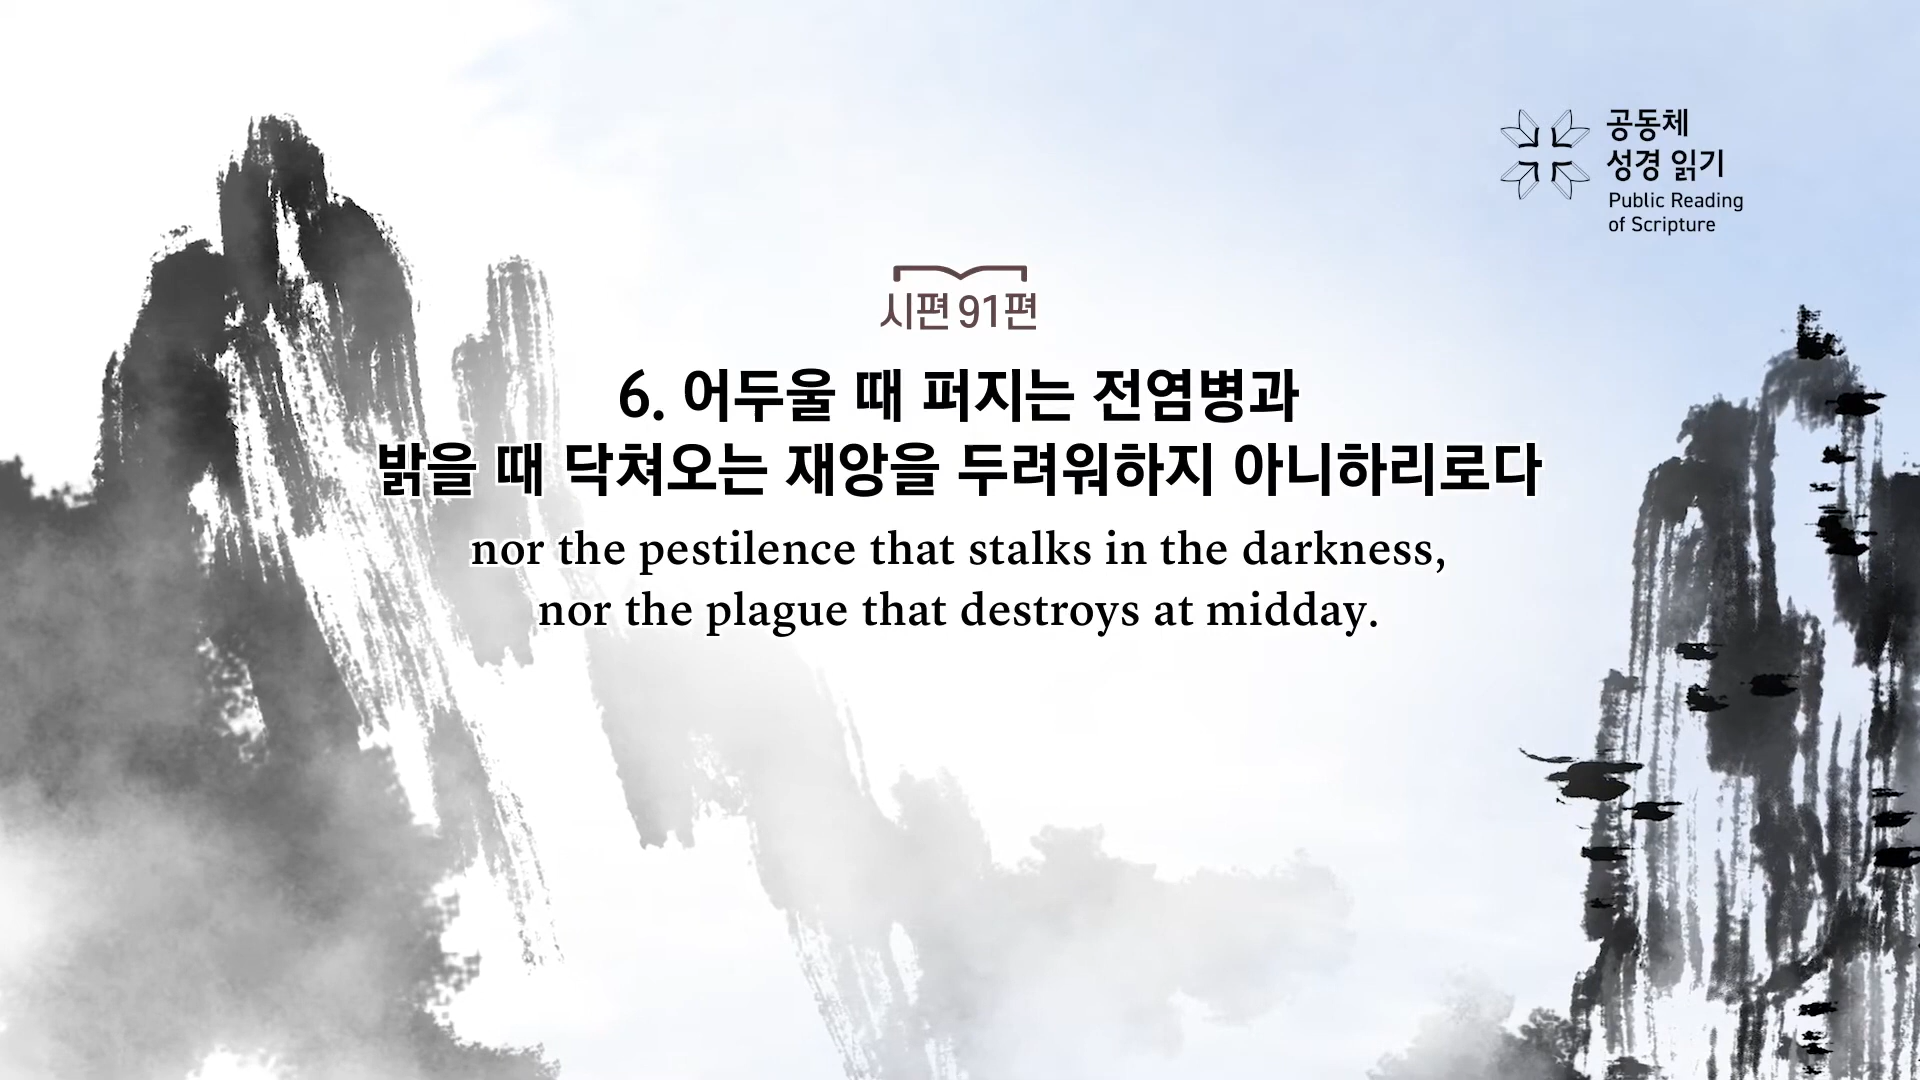 공동체
성경 읽기
Public Reading
of Scripture
시편 91편
6. 어두울 때 퍼지는 전염병과
밝을 때 닥쳐오는 재앙을 두려워하지 아니하리로다
nor the pestilence that stalks in the darkness,
nor the plague that destroys at midday.